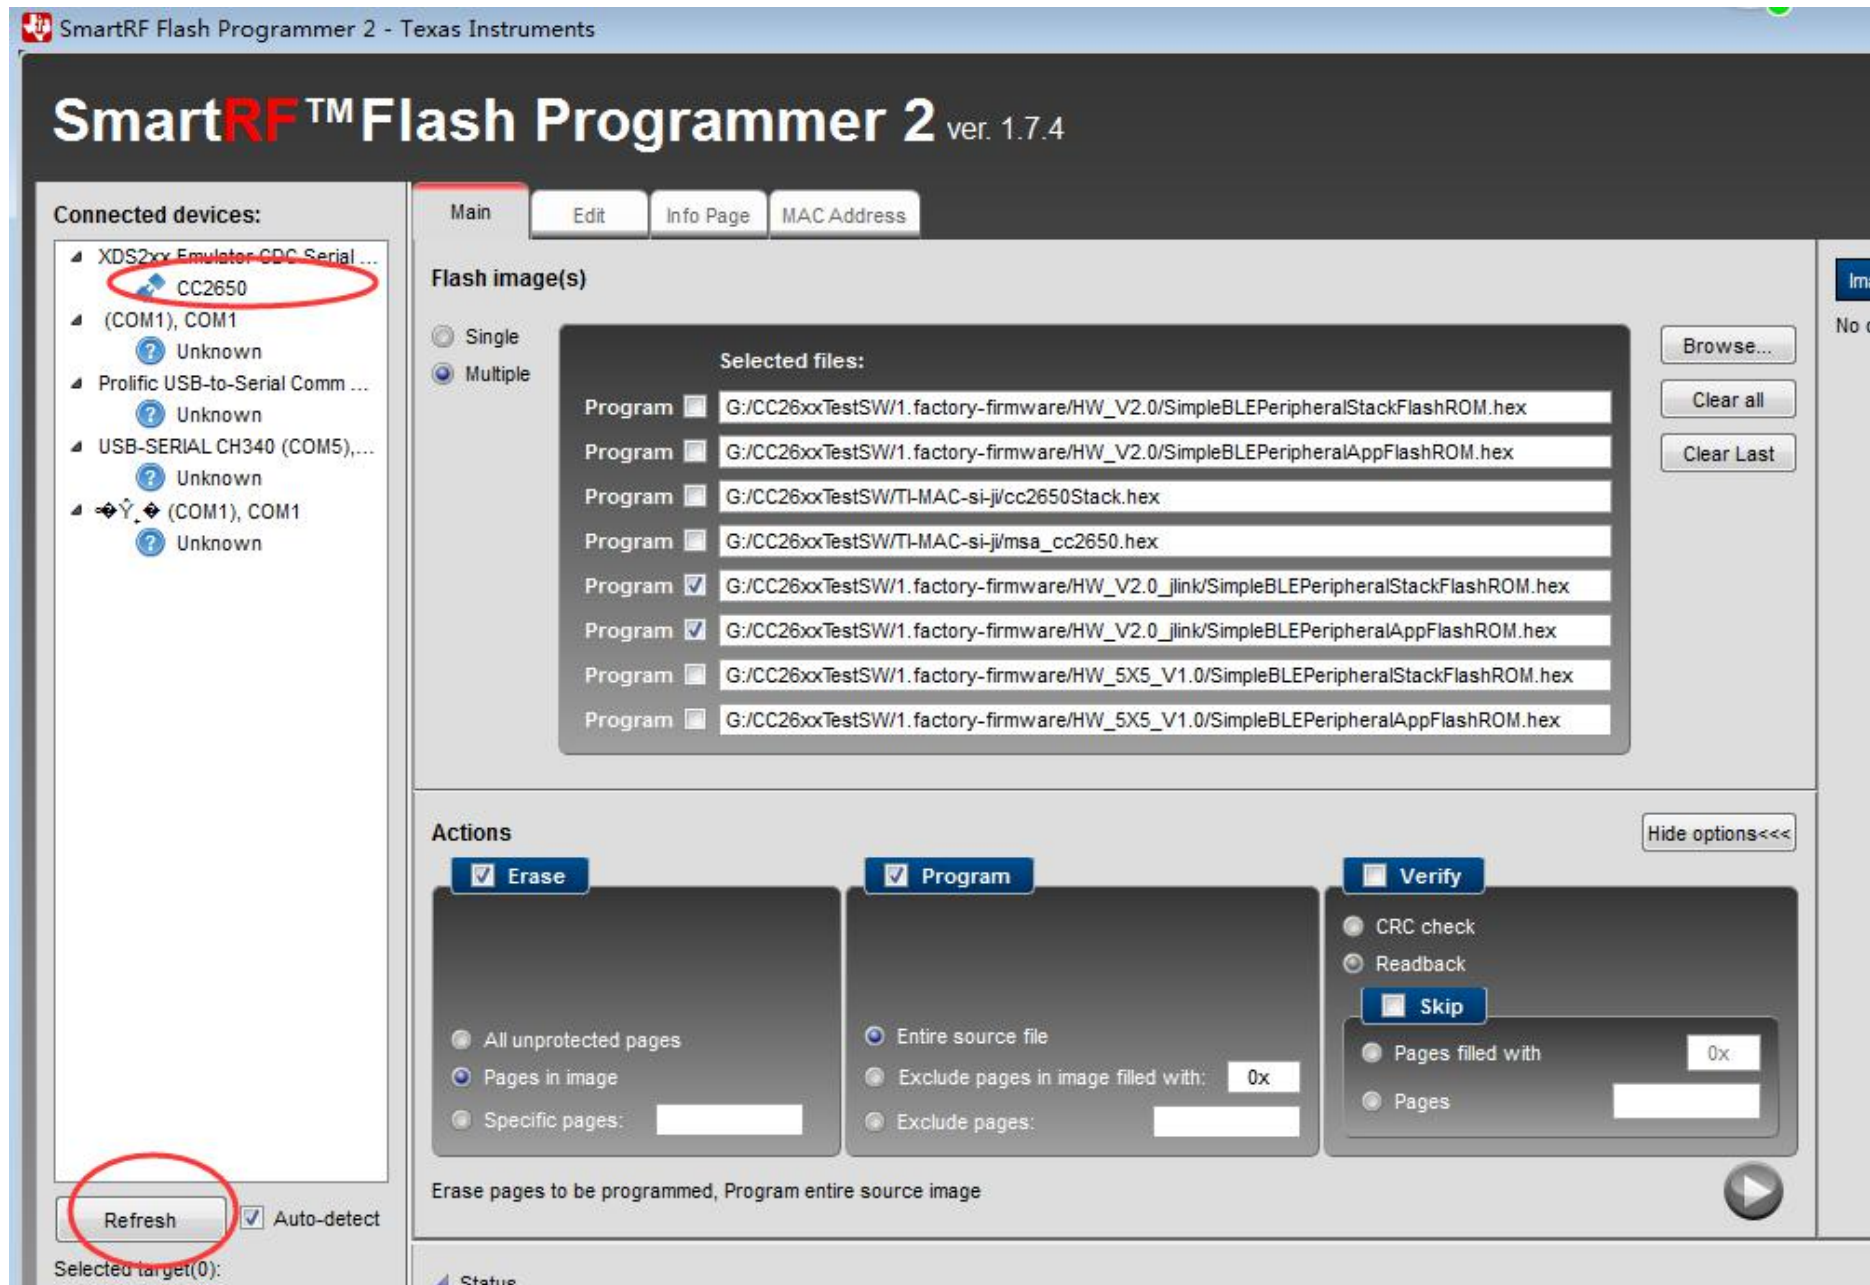 SmartRF Flash Programmer 2 - Texas Instruments
SmartRF™Flash Programmer 2 ver. 1.7.4
Connected devices:
XDS2xx Emulator CDC Serial ...
CC2650
(COM1), COM1
Unknown
Prolific USB-to-Serial Comm ...
Unknown
USB-SERIAL CH340 (COM5),...
Unknown
(COM1), COM1
Unknown
Refresh
Auto-detect
Selected target(0):
Main
Edit
Info Page
MAC Address
Flash image(s)
Single
Multiple
Selected files:
Program G:/CC26xxTestSW/1.factory-firmware/HW_V2.0/SimpleBLEPeripheralStackFlashROM.hex
Program G:/CC26xxTestSW/1.factory-firmware/HW_V2.0/SimpleBLEPeripheralAppFlashROM.hex
Program G:/CC26xxTestSW/TI-MAC-si-ji/cc2650Stack.hex
Program G:/CC26xxTestSW/TI-MAC-si-ji/msa_cc2650.hex
Program G:/CC26xxTestSW/1.factory-firmware/HW_V2.0_jlink/SimpleBLEPeripheralStackFlashROM.hex
Program G:/CC26xxTestSW/1.factory-firmware/HW_V2.0_jlink/SimpleBLEPeripheralAppFlashROM.hex
Program G:/CC26xxTestSW/1.factory-firmware/HW_5X5_V1.0/SimpleBLEPeripheralStackFlashROM.hex
Program G:/CC26xxTestSW/1.factory-firmware/HW_5X5_V1.0/SimpleBLEPeripheralAppFlashROM.hex
Browse...
Clear all
Clear Last
No
Actions
Hide options<<<
Erase
All unprotected pages
Pages in image
Specific pages:
Program
Entire source file
Exclude pages in image filled with: 0x
Exclude pages:
Verify
CRC check
Readback
Skip
Pages filled with 0x
Pages
Erase pages to be programmed, Program entire source image
Status